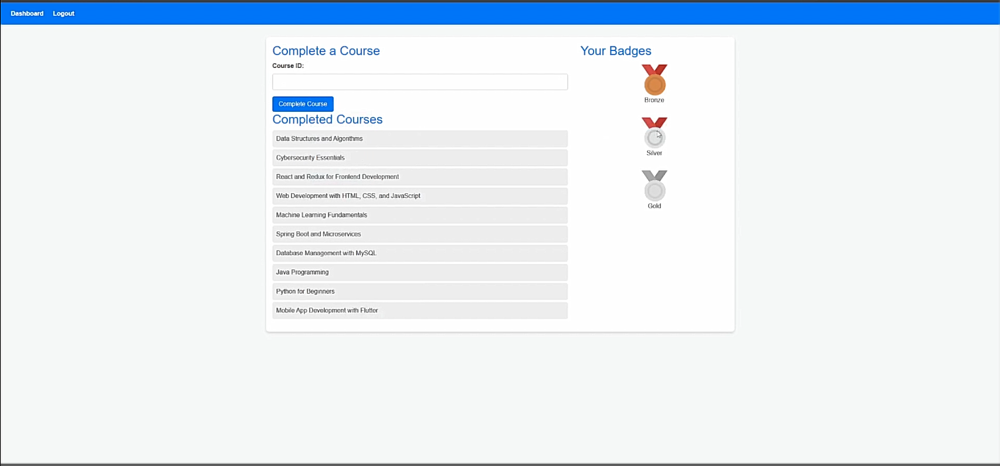 Dashboard Logout
Complete a Course
Course ID:
Complete Course
Completed Courses
Data Structures and Algorithms
Cybersecurity Essentials
React and Redux for Frontend Development
Web Development with HTML, CSS, and JavaScript
Machine Learning Fundamentals
Spring Boot and Microservices
Database Management with MySQL
Java Programming
Python for Beginners
Mobile App Development with Flutter
Your Badges
Bronze
Silver
Gold